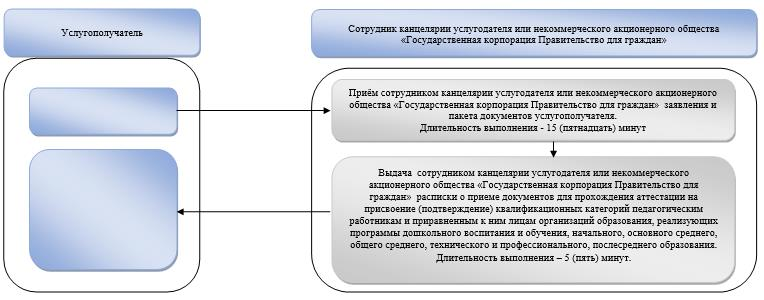 Услугополучатель
Сотрудник канцелярии услугодателя или некоммерческого акционерного общества
«Государственная корпорация Правительство для граждан»
Приём сотрудником канцелярии услугодателя или некоммерческого акционерного
общества «Государственная корпорация Правительство для граждан» заявления и
пакета документов услугополучателя.
Длительность выполнения - 15 (пятнадцать) минут
Выдача сотрудником канцелярии услугодателя или некоммерческого
акционерного общества «Государственная корпорация Правительство для
граждан» расписки о приеме документов для прохождения аттестации на
присвоение (подтверждение) квалификационных категорий педагогическим
работникам и приравненным к ним лицам организаций образования, реализующих
программы дошкольного воспитания и обучения, начального, основного среднего,
общего среднего, технического и профессионального, послесреднего образования.
Длительность выполнения – 5 (пять) минут.